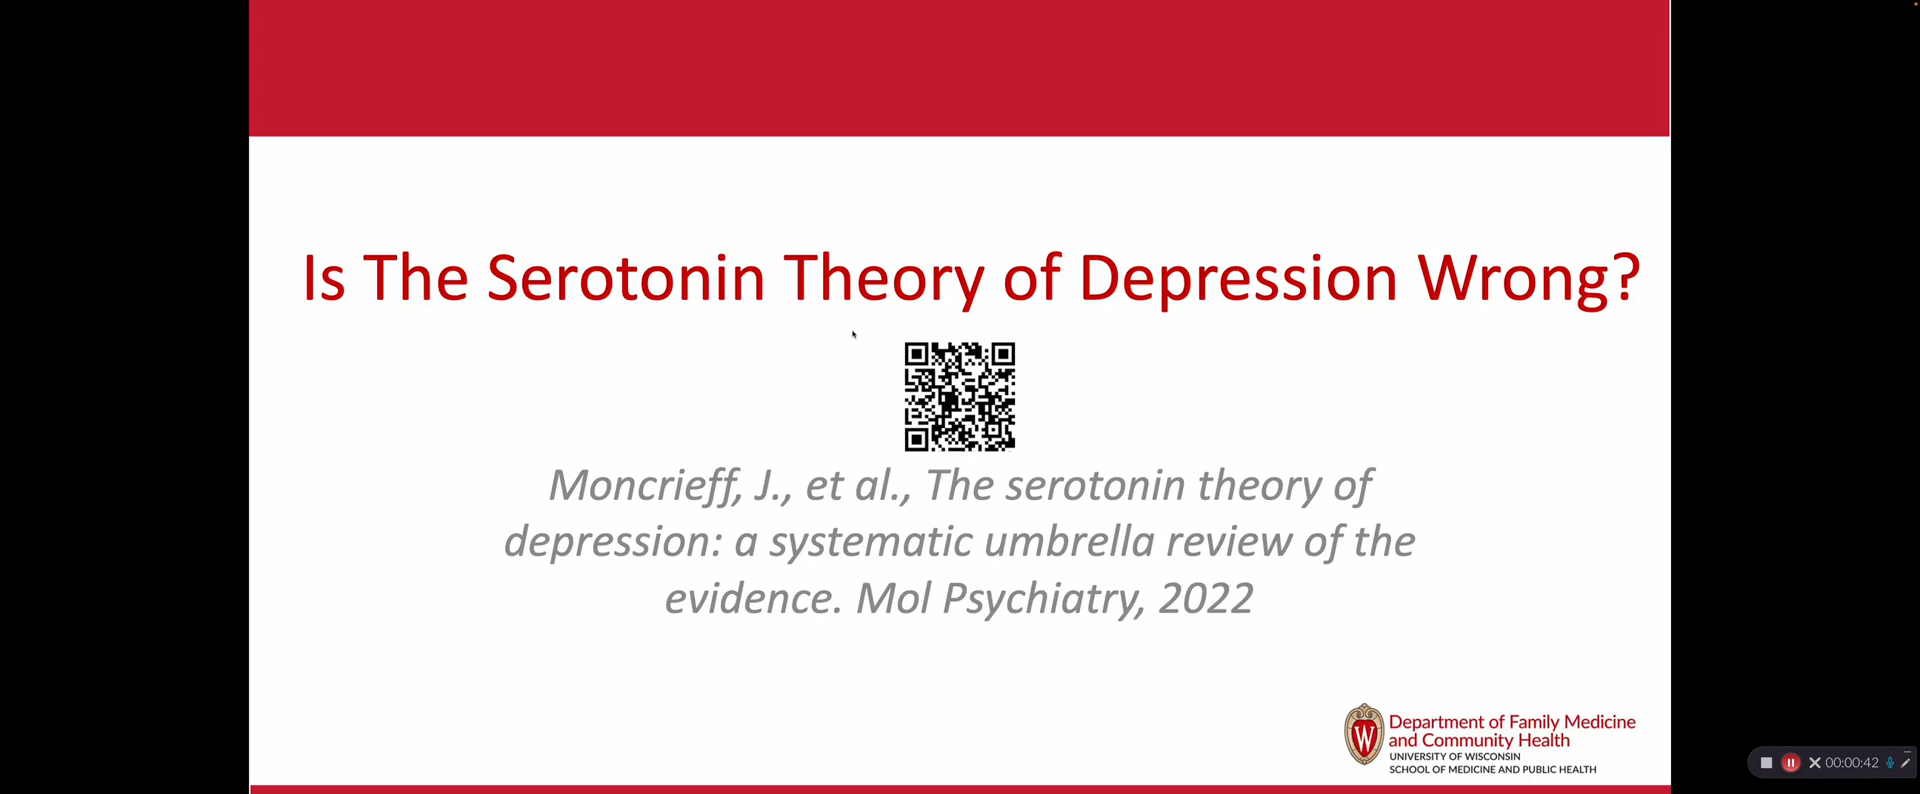 Is The Serotonin Theory of Depression Wrong?
Moncrieff, J., et al., The serotonin theory of
depression: a systematic umbrella review of the
evidence. Mol Psychiatry, 2022
W
Department of Family Medicine
and Community Health
UNIVERSITY OF WISCONSIN
SCHOOL OF MEDICINE AND PUBLIC HEALTH
00:00:42